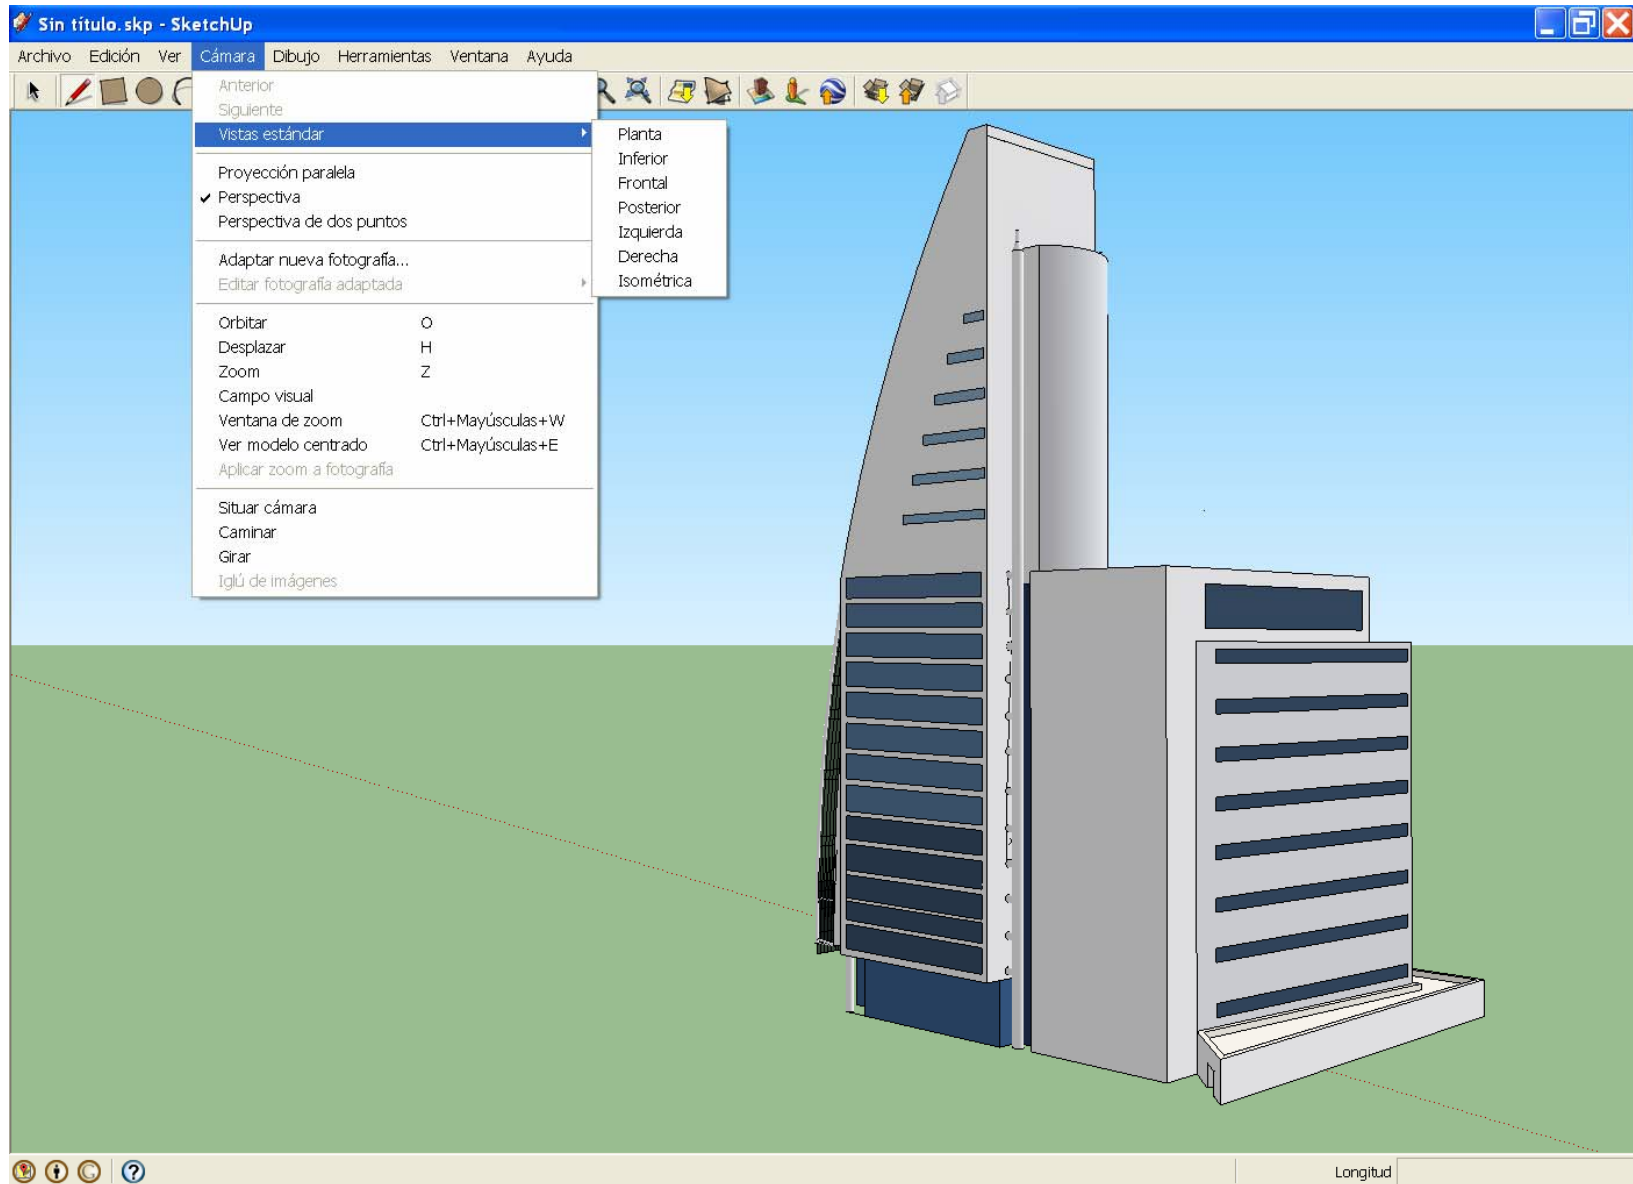 Sin título.skp - SketchUp
Archivo Edición Ver Cámara Dibujo Herramientas Ventana Ayuda
Anterior
Siguiente
Vistas estándar
Planta
Inferior
Frontal
Posterior
Izquierda
Derecha
Isométrica
Proyección paralela
Perspectiva
Perspectiva de dos puntos
Adaptar nueva fotografía...
Editar fotografía adaptada
Orbitar O
Desplazar H
Zoom Z
Campo visual
Ventana de zoom Ctrl+Mayúsculas+W
Ver modelo centrado Ctrl+Mayúsculas+E
Aplicar zoom a fotografía
Situar cámara
Caminar
Girar
Iglú de imágenes
Longitud